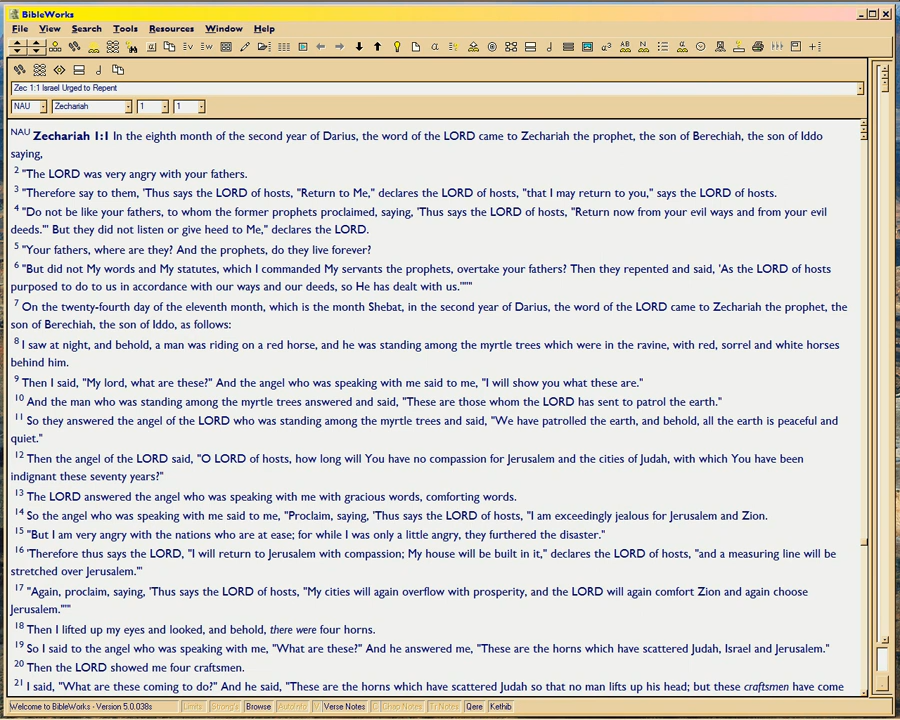 BibleWorks
File View Search Tools Resources Window Help
Zec 1:1 Israel Urged to Repent
NAU Zechariah 1 1
NAU Zechariah 1:1 In the eighth month of the second year of Darius, the word of the LORD came to Zechariah the prophet, the son of Berechiah, the son of Iddo
saying,
2 "The LORD was very angry with your fathers.
3 "Therefore say to them, 'Thus says the LORD of hosts, "Return to Me," declares the LORD of hosts, "that I may return to you," says the LORD of hosts.
4 "Do not be like your fathers, to whom the former prophets proclaimed, saying, 'Thus says the LORD of hosts, "Return now from your evil ways and from your evil
deeds."' But they did not listen or give heed to Me," declares the LORD.
5 "Your fathers, where are they? And the prophets, do they live forever?
6 "But did not My words and My statutes, which I commanded My servants the prophets, overtake your fathers? Then they repented and said, 'As the LORD of hosts
purposed to do to us in accordance with our ways and our deeds, so He has dealt with us.'"'"
7 On the twenty-fourth day of the eleventh month, which is the month Shebat, in the second year of Darius, the word of the LORD came to Zechariah the prophet, the
son of Berechiah, the son of Iddo, as follows:
8 I saw at night, and behold, a man was riding on a red horse, and he was standing among the myrtle trees which were in the ravine, with red, sorrel and white horses
behind him.
9 Then I said, "My lord, what are these?" And the angel who was speaking with me said to me, "I will show you what these are."
10 And the man who was standing among the myrtle trees answered and said, "These are those whom the LORD has sent to patrol the earth."
11 So they answered the angel of the LORD who was standing among the myrtle trees and said, "We have patrolled the earth, and behold, all the earth is peaceful and
quiet."
12 Then the angel of the LORD said, "O LORD of hosts, how long will You have no compassion for Jerusalem and the cities of Judah, with which You have been
indignant these seventy years?"
13 The LORD answered the angel who was speaking with me with gracious words, comforting words.
14 So the angel who was speaking with me said to me, "Proclaim, saying, 'Thus says the LORD of hosts, "I am exceedingly jealous for Jerusalem and Zion.
15 "But I am very angry with the nations who are at ease; for while I was only a little angry, they furthered the disaster."
16 'Therefore thus says the LORD, "I will return to Jerusalem with compassion; My house will be built in it," declares the LORD of hosts, "and a measuring line will be
stretched over Jerusalem."'
17 "Again, proclaim, saying, 'Thus says the LORD of hosts, "My cities will again overflow with prosperity, and the LORD will again comfort Zion and again choose
Jerusalem."'"
18 Then I lifted up my eyes and looked, and behold, there were four horns.
19 So I said to the angel who was speaking with me, "What are these?" And he answered me, "These are the horns which have scattered Judah, Israel and Jerusalem."
20 Then the LORD showed me four craftsmen.
21 I said, "What are these coming to do?" And he said, "These are the horns which have scattered Judah so that no man lifts up his head; but these craftsmen have come
Welcome to BibleWorks - Version 5.0.038s Limits Strong's Browse AutoInfo V Verse Notes C Chap Notes Tr.Notes Qere Kethib